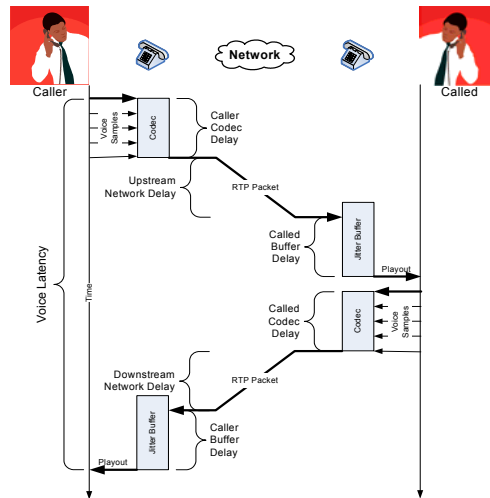 Network
Caller
Called
Codec
Voice
Samples
Caller
Codec
Delay
Upstream
Network Delay
RTP Packet
Called
Buffer
Delay
Jitter Buffer
Playout
Voice Latency
Time
Called
Codec
Delay
Codec
Voice
Samples
Downstream
Network Delay
RTP Packet
Jitter Buffer
Caller
Buffer
Delay
Playout